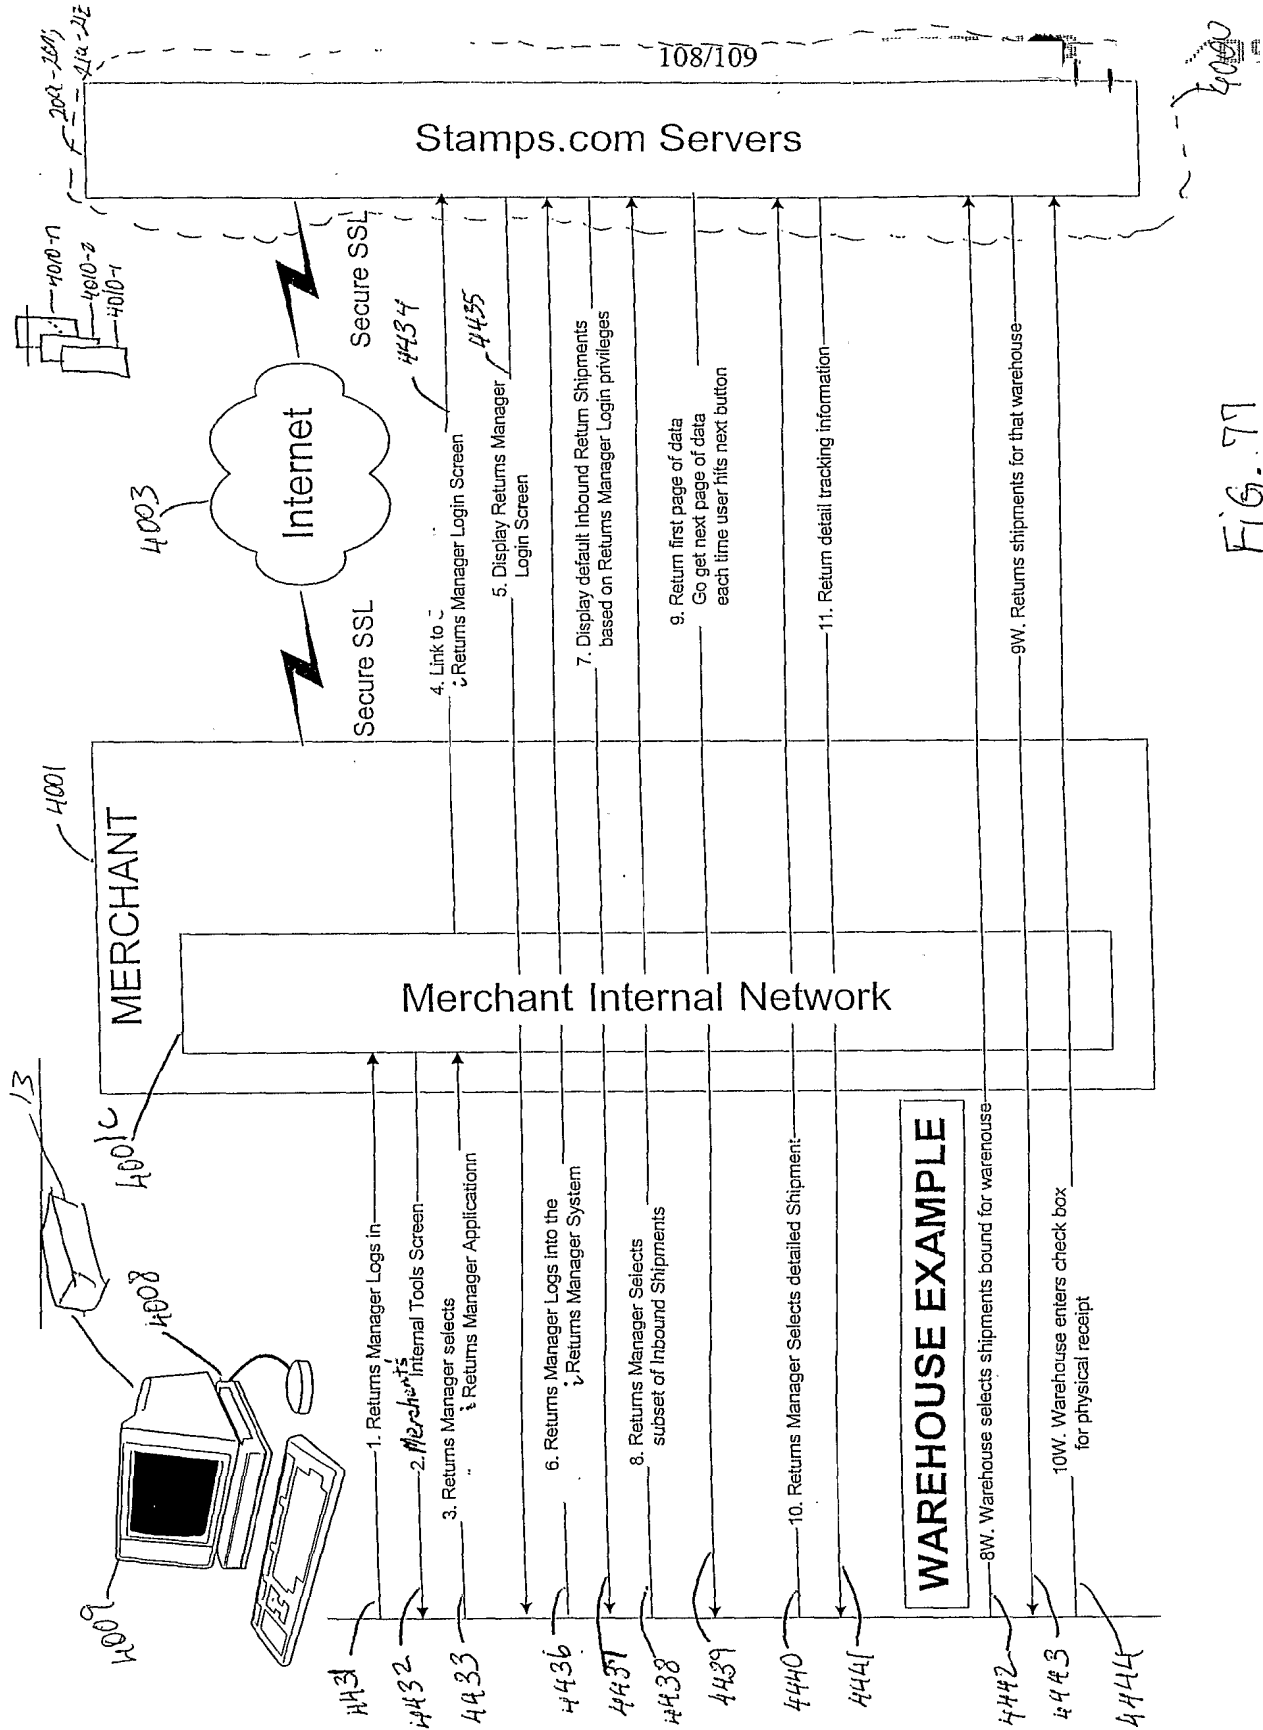 108/109
4000
Stamps.com Servers
4010-n
4010-2
4010-1
Secure SSL
Internet
4003
Secure SSL
MERCHANT
4001
Merchant Internal Network
4001c
13
4008
4009
4431
1. Returns Manager Logs in
4432
2. Merchant's Internal Tools Screen
4433
3. Returns Manager selects
Returns Manager Applicationn
4. Link to
Returns Manager Login Screen
4434
5. Display Returns Manager
Login Screen
4435
4436
6. Returns Manager Logs into the
Returns Manager System
4437
7. Display default Inbound Return Shipments
based on Returns Manager Login privileges
4438
8. Returns Manager Selects
subset of Inbound Shipments
4439
9. Return first page of data
Go get next page of data
each time user hits next button
4440
10. Returns Manager Selects detailed Shipment
4441
11. Return detail tracking information
WAREHOUSE EXAMPLE
4442
8W. Warehouse selects shipments bound for warehouse
4443
9W. Returns shipments for that warehouse
4444
10W. Warehouse enters check box
for physical receipt
FIG. 77